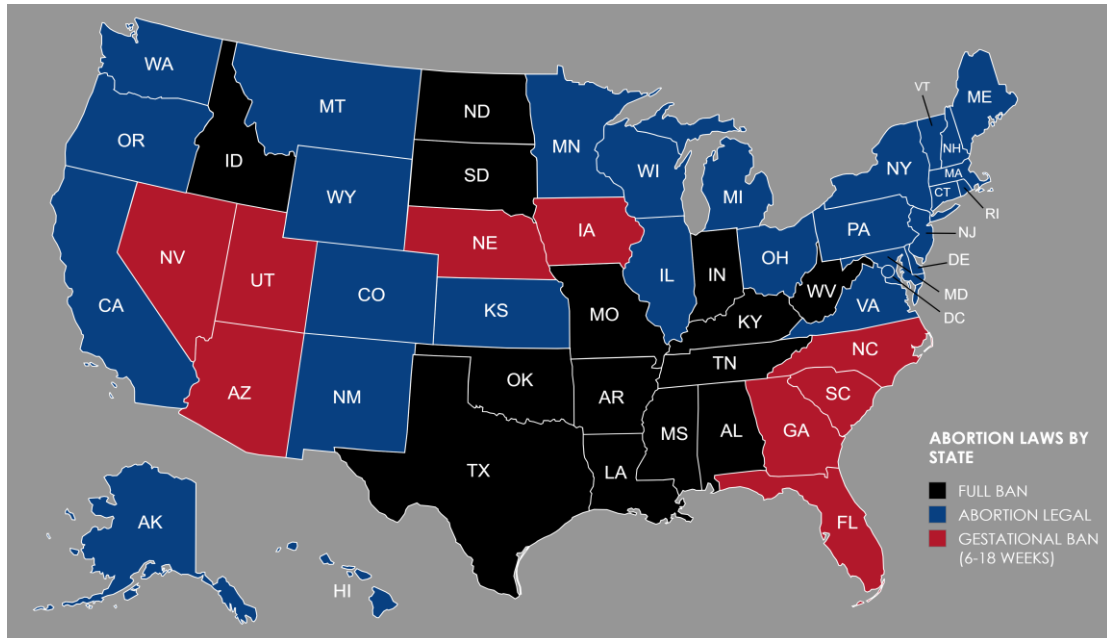 WA
MT
ND
MN
VT
ME
OR
ID
SD
WI
NY
NH
MA
CT
RI
WY
MI
NE
IA
PA
NJ
NV
UT
IL
IN
OH
DE
CA
CO
KS
MO
WV
VA
MD
KY
DC
NC
TN
AZ
NM
OK
AR
SC
MS
AL
GA
TX
LA
FL
AK
HI
ABORTION LAWS BY
STATE
FULL BAN
ABORTION LEGAL
GESTATIONAL BAN
(6-18 WEEKS)